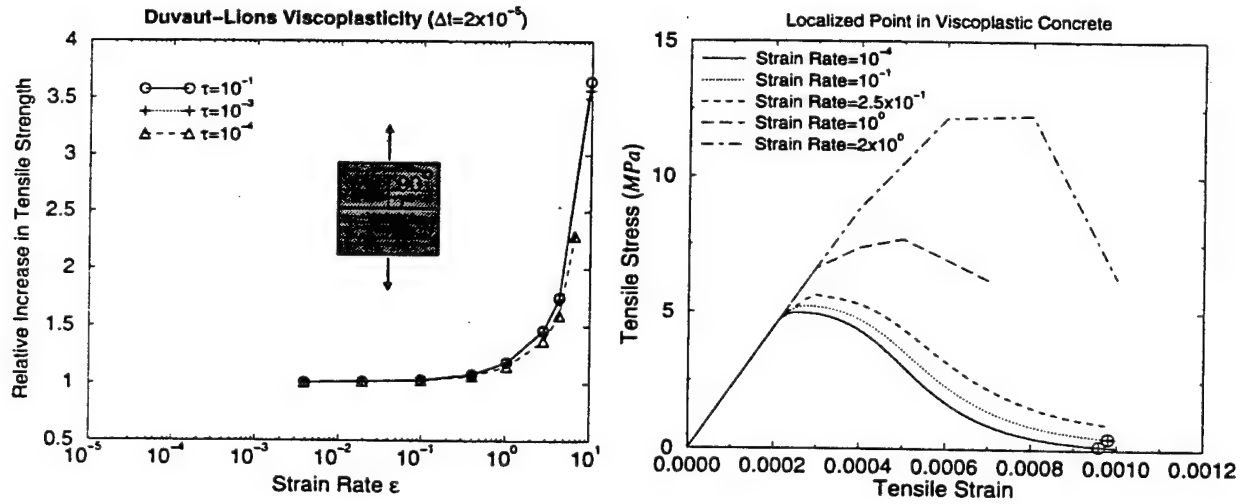 Duvaut–Lions Viscoplasticity (Δt=2x10⁻⁵)
Relative Increase in Tensile Strength
4
3.5
3
2.5
2
1.5
1
0.5
τ=10⁻¹
τ=10⁻³
τ=10⁻⁴
90°
10⁻⁵
10⁻⁴
10⁻³
10⁻²
10⁻¹
10⁰
10¹
Strain Rate ε
Localized Point in Viscoplastic Concrete
Tensile Stress (MPa)
15
10
5
0
Strain Rate=10⁻⁴
Strain Rate=10⁻¹
Strain Rate=2.5x10⁻¹
Strain Rate=10⁰
Strain Rate=2x10⁰
0.0000
0.0002
0.0004
0.0006
0.0008
0.0010
0.0012
Tensile Strain